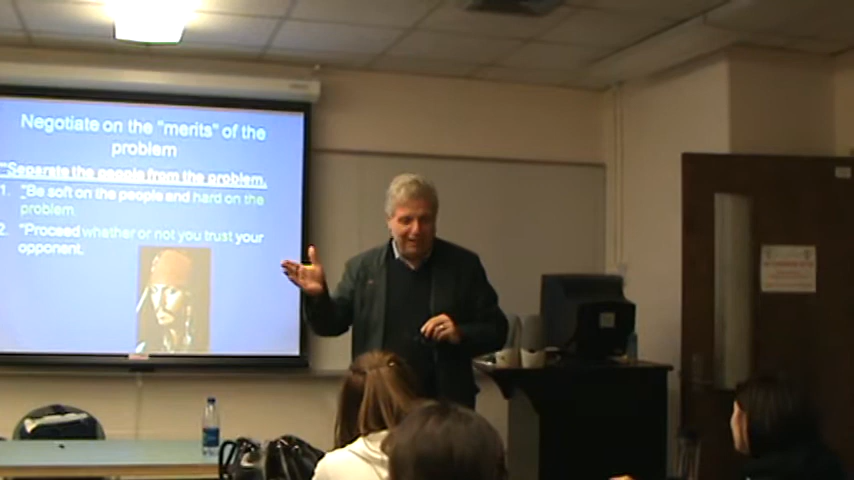 Negotiate on the "merits" of the
problem
"Separate the people from the problem.
1. "Be soft on the people and hard on the
problem.
2. "Proceed whether or not you trust your
opponent.